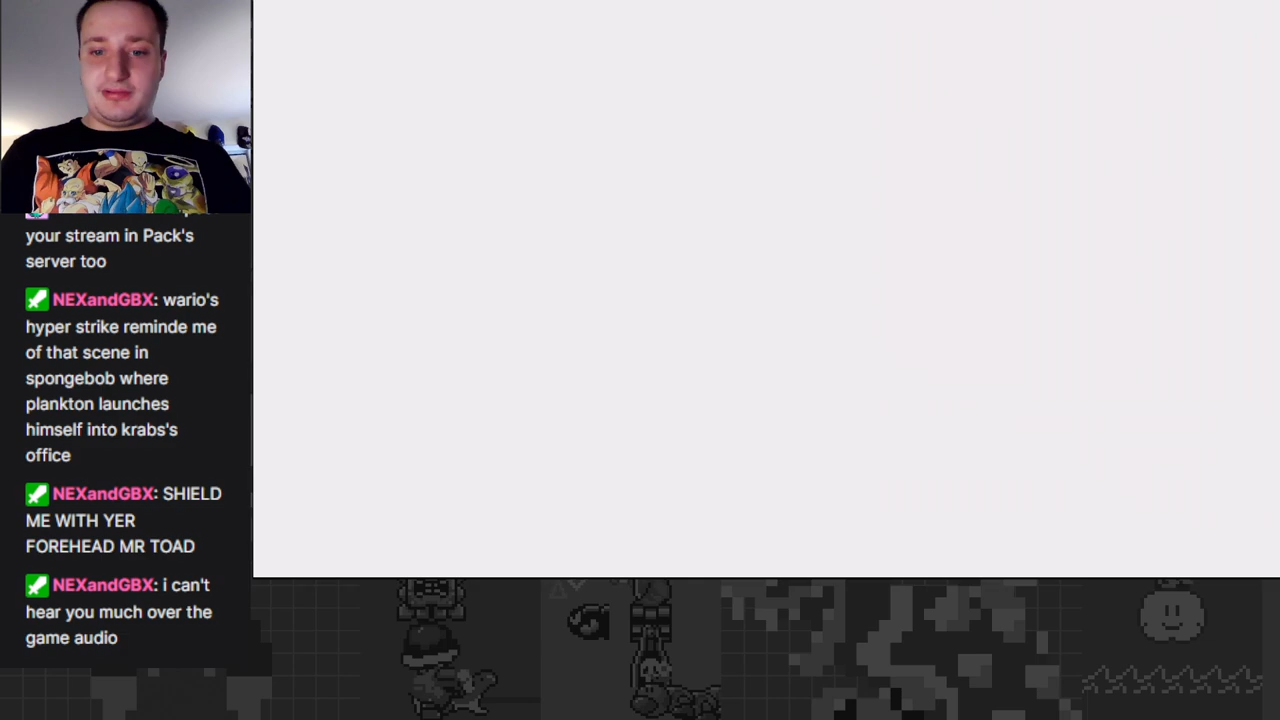 your stream in Pack's
server too
NEXandGBX: wario's
hyper strike reminde me
of that scene in
spongebob where
plankton launches
himself into krabs's
office
NEXandGBX: SHIELD
ME WITH YER
FOREHEAD MR TOAD
NEXandGBX: i can't
hear you much over the
game audio